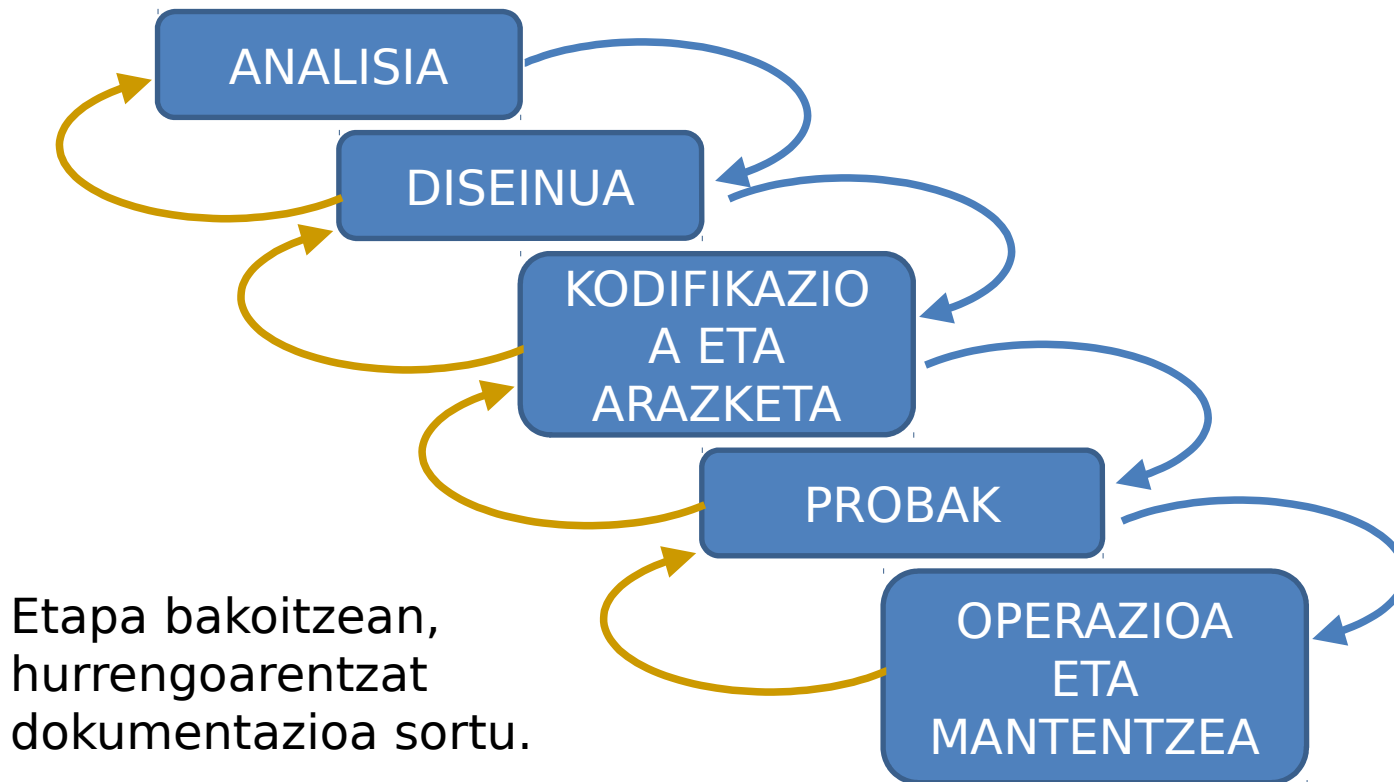 ANALISIA
DISEINUA
KODIFIKAZIO
A ETA
ARAZKETA
PROBAK
OPERAZIOA
ETA
MANTENTZEA
Etapa bakoitzean,
hurrengoarentzat
dokumentazioa sortu.